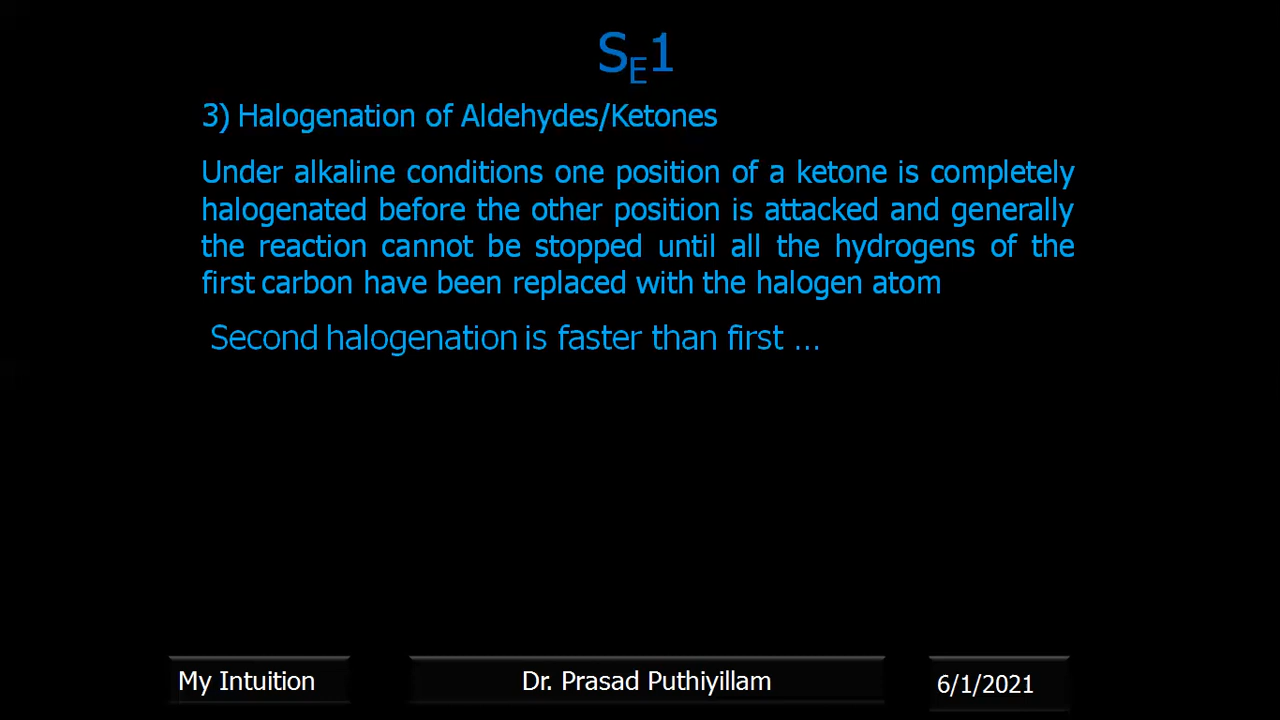 SE1
3) Halogenation of Aldehydes/Ketones
Under alkaline conditions one position of a ketone is completely
halogenated before the other position is attacked and generally
the reaction cannot be stopped until all the hydrogens of the
first carbon have been replaced with the halogen atom
Second halogenation is faster than first ...
My Intuition
Dr. Prasad Puthiyillam
6/1/2021